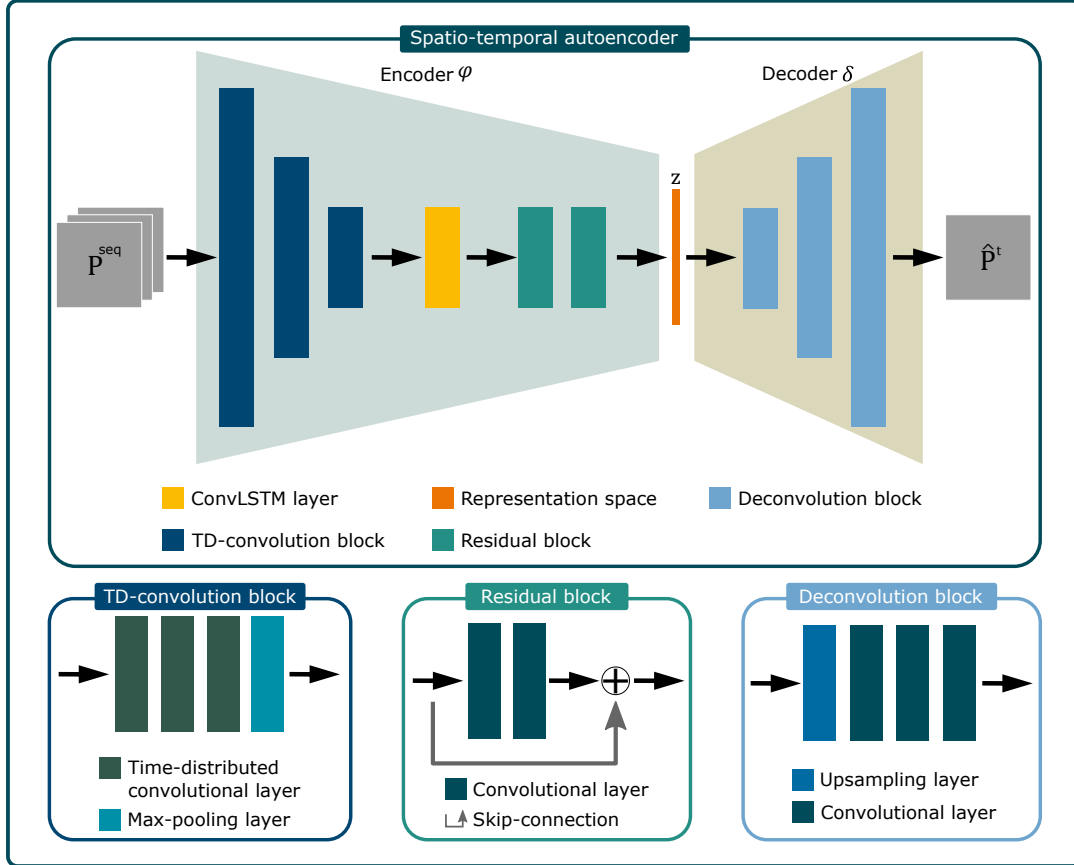 Spatio-temporal autoencoder
Encoder φ
Decoder δ
z
P^seq
P̂^t
ConvLSTM layer
Representation space
Deconvolution block
TD-convolution block
Residual block
TD-convolution block
Time-distributed
convolutional layer
Max-pooling layer
Residual block
Convolutional layer
Skip-connection
Deconvolution block
Upsampling layer
Convolutional layer